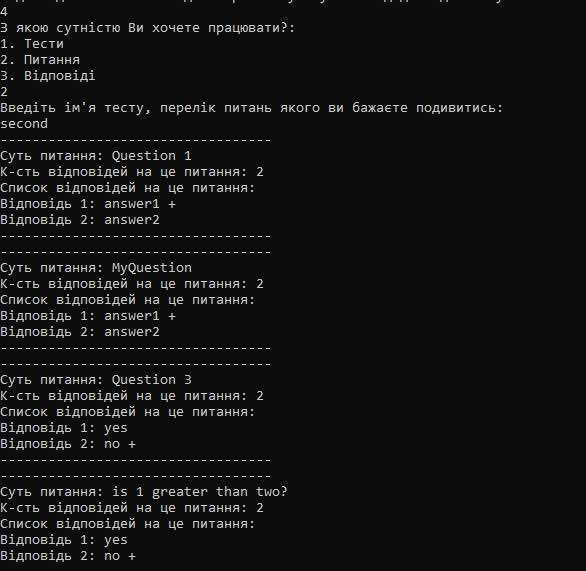 4
З якою сутністю Ви хочете працювати?:
1. Тести
2. Питання
3. Відповіді
2
Введіть ім'я тесту, перелік питань якого ви бажаєте подивитись:
second
----------------------------------
Суть питання: Question 1
К-сть відповідей на це питання: 2
Список відповідей на це питання:
Відповідь 1: answer1 +
Відповідь 2: answer2
----------------------------------
----------------------------------
Суть питання: MyQuestion
К-сть відповідей на це питання: 2
Список відповідей на це питання:
Відповідь 1: answer1 +
Відповідь 2: answer2
----------------------------------
----------------------------------
Суть питання: Question 3
К-сть відповідей на це питання: 2
Список відповідей на це питання:
Відповідь 1: yes
Відповідь 2: no +
----------------------------------
----------------------------------
Суть питання: is 1 greater than two?
К-сть відповідей на це питання: 2
Список відповідей на це питання:
Відповідь 1: yes
Відповідь 2: no +